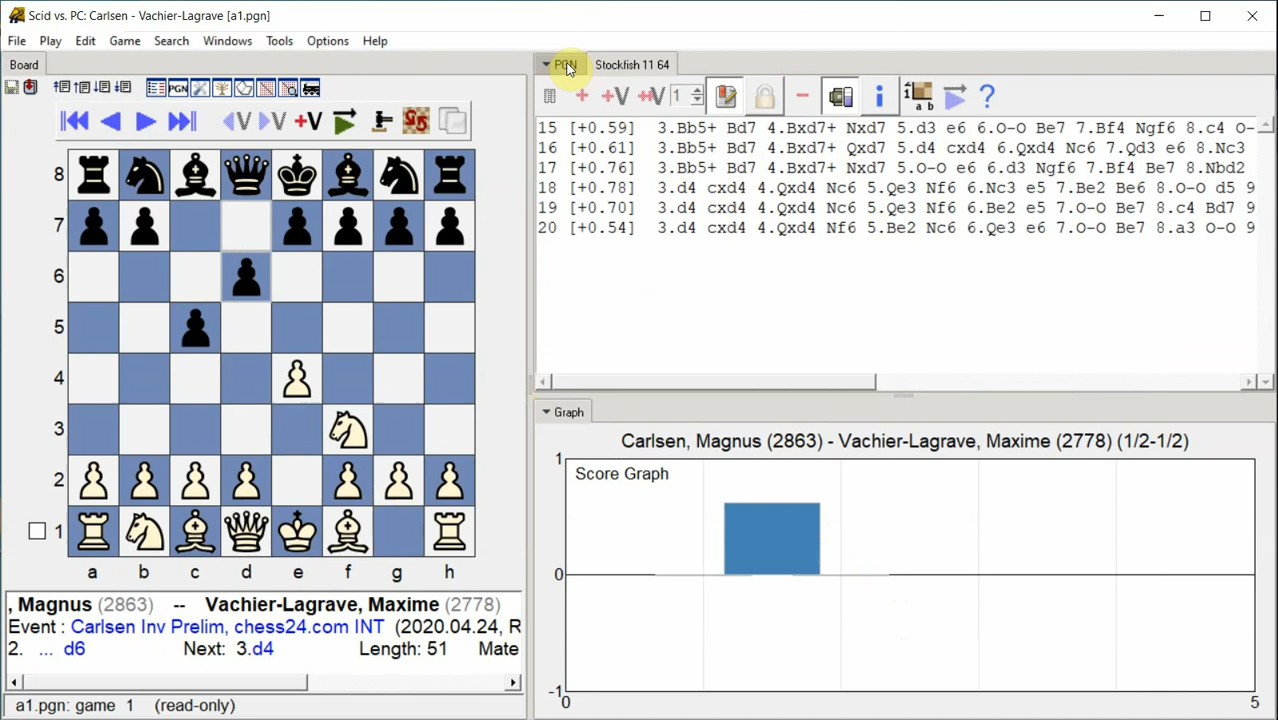 Scid vs. PC: Carlsen - Vachier-Lagrave [a1.pgn]
File Play Edit Game Search Windows Tools Options Help
Board
PGN Stockfish 11 64
PGN
+V
+ +V +V 1 - i a b ?
15 [+0.59] 3.Bb5+ Bd7 4.Bxd7+ Nxd7 5.d3 e6 6.O-O Be7 7.Bf4 Ngf6 8.c4 O-
16 [+0.61] 3.Bb5+ Bd7 4.Bxd7+ Qxd7 5.d4 cxd4 6.Qxd4 Nc6 7.Qd3 e6 8.Nc3
17 [+0.76] 3.Bb5+ Bd7 4.Bxd7+ Nxd7 5.O-O e6 6.d3 Ngf6 7.Bf4 Be7 8.Nbd2
18 [+0.78] 3.d4 cxd4 4.Qxd4 Nc6 5.Qe3 Nf6 6.Nc3 e5 7.Be2 Be6 8.O-O d5 9
19 [+0.70] 3.d4 cxd4 4.Qxd4 Nc6 5.Qe3 Nf6 6.Be2 e5 7.O-O Be7 8.c4 Bd7 9
20 [+0.54] 3.d4 cxd4 4.Qxd4 Nf6 5.Be2 Nc6 6.Qe3 e6 7.O-O Be7 8.a3 O-O 9
8
7
6
5
4
3
2
1
a b c d e f g h
, Magnus (2863) -- Vachier-Lagrave, Maxime (2778)
Event : Carlsen Inv Prelim, chess24.com INT (2020.04.24, R
2. ... d6 Next: 3.d4 Length: 51 Mate
a1.pgn: game 1 (read-only)
Graph
Carlsen, Magnus (2863) - Vachier-Lagrave, Maxime (2778) (1/2-1/2)
1
Score Graph
0
-1
0 5